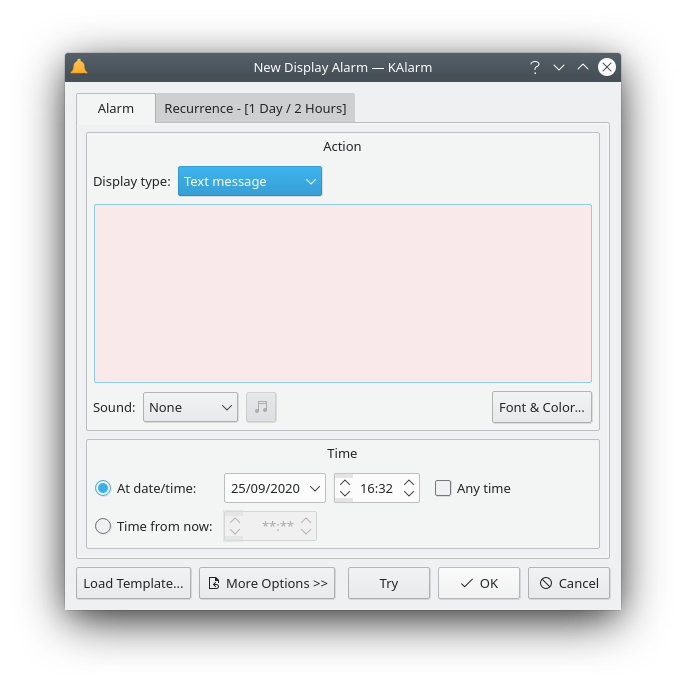 New Display Alarm — KAlarm
Alarm
Recurrence - [1 Day / 2 Hours]
Action
Display type: Text message
Sound: None Font & Color...
Time
At date/time: 25/09/2020 16:32 Any time
Time from now: **:**
Load Template... More Options >> Try OK Cancel